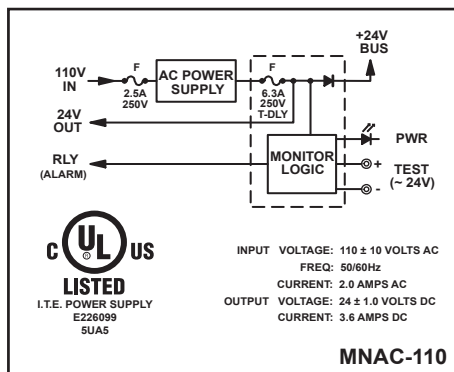 +24V
BUS
110V
IN
F
2.5A
250V
AC POWER
SUPPLY
F
6.3A
250V
T-DLY
24V
OUT
RLY
(ALARM)
MONITOR
LOGIC
PWR
+
TEST
(~ 24V)
-
C UL US
®
LISTED
I.T.E. POWER SUPPLY
E226099
5UA5
INPUT VOLTAGE: 110 ± 10 VOLTS AC
FREQ: 50/60Hz
CURRENT: 2.0 AMPS AC
OUTPUT VOLTAGE: 24 ± 1.0 VOLTS DC
CURRENT: 3.6 AMPS DC
MNAC-110